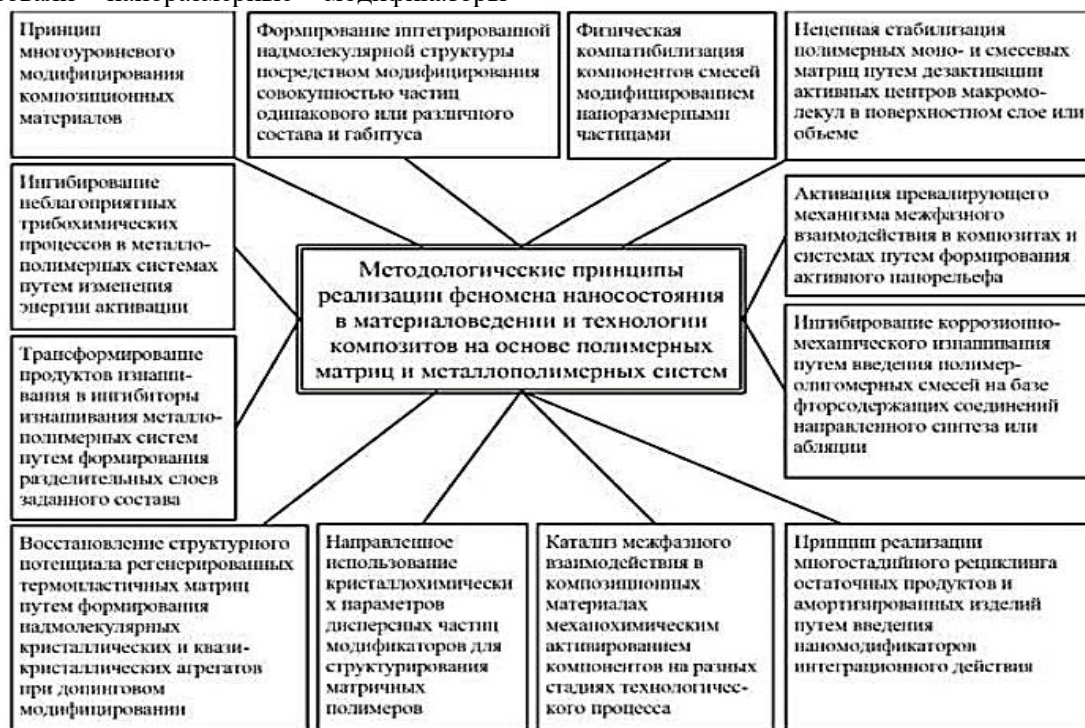 наноразмерные модификаторы
Принцип
многоуровневого
модифицирования
композиционных
материалов
Формирование интегрированной
надмолекулярной структуры
посредством модифицирования
совокупностью частиц
одинакового или различного
состава и габитуса
Физическая
компатибилизация
компонентов смесей
модифицированием
наноразмерными
частицами
Нецепная стабилизация
полимерных моно- и смесевых
матриц путем дезактивации
активных центров макромо-
лекул в поверхностном слое или
объеме
Ингибирование
неблагоприятных
трибохимических
процессов в металло-
полимерных системах
путем изменения
энергии активации
Активация превалирующего
механизма межфазного
взаимодействия в композитах и
системах путем формирования
активного нанорельефа
Методологические принципы
реализации феномена наносостояния
в материаловедении и технологии
композитов на основе полимерных
матриц и металлополимерных систем
Трансформирование
продуктов изнаши-
вания в ингибиторы
изнашивания металло-
полимерных систем
путем формирования
разделительных слоев
заданного состава
Ингибирование коррозионно-
механического изнашивания
путем введения полимер-
олигомерных смесей на базе
фторсодержащих соединений
направленного синтеза или
абляции
Восстановление структурного
потенциала регенерированных
термопластичных матриц
путем формирования
надмолекулярных
кристаллических и квази-
кристаллических агрегатов
при допинговом
модифицировании
Направленное
использование
кристаллохимически
х параметров
дисперсных частиц
модификаторов для
структурирования
матричных
полимеров
Катализ межфазного
взаимодействия в
композиционных
материалах
механохимическим
активированием
компонентов на разных
стадиях технологичес-
кого процесса
Принцип реализации
многостадийного рециклинга
остаточных продуктов и
амортизированных изделий
путем введения
наномодификаторов
интеграционного действия